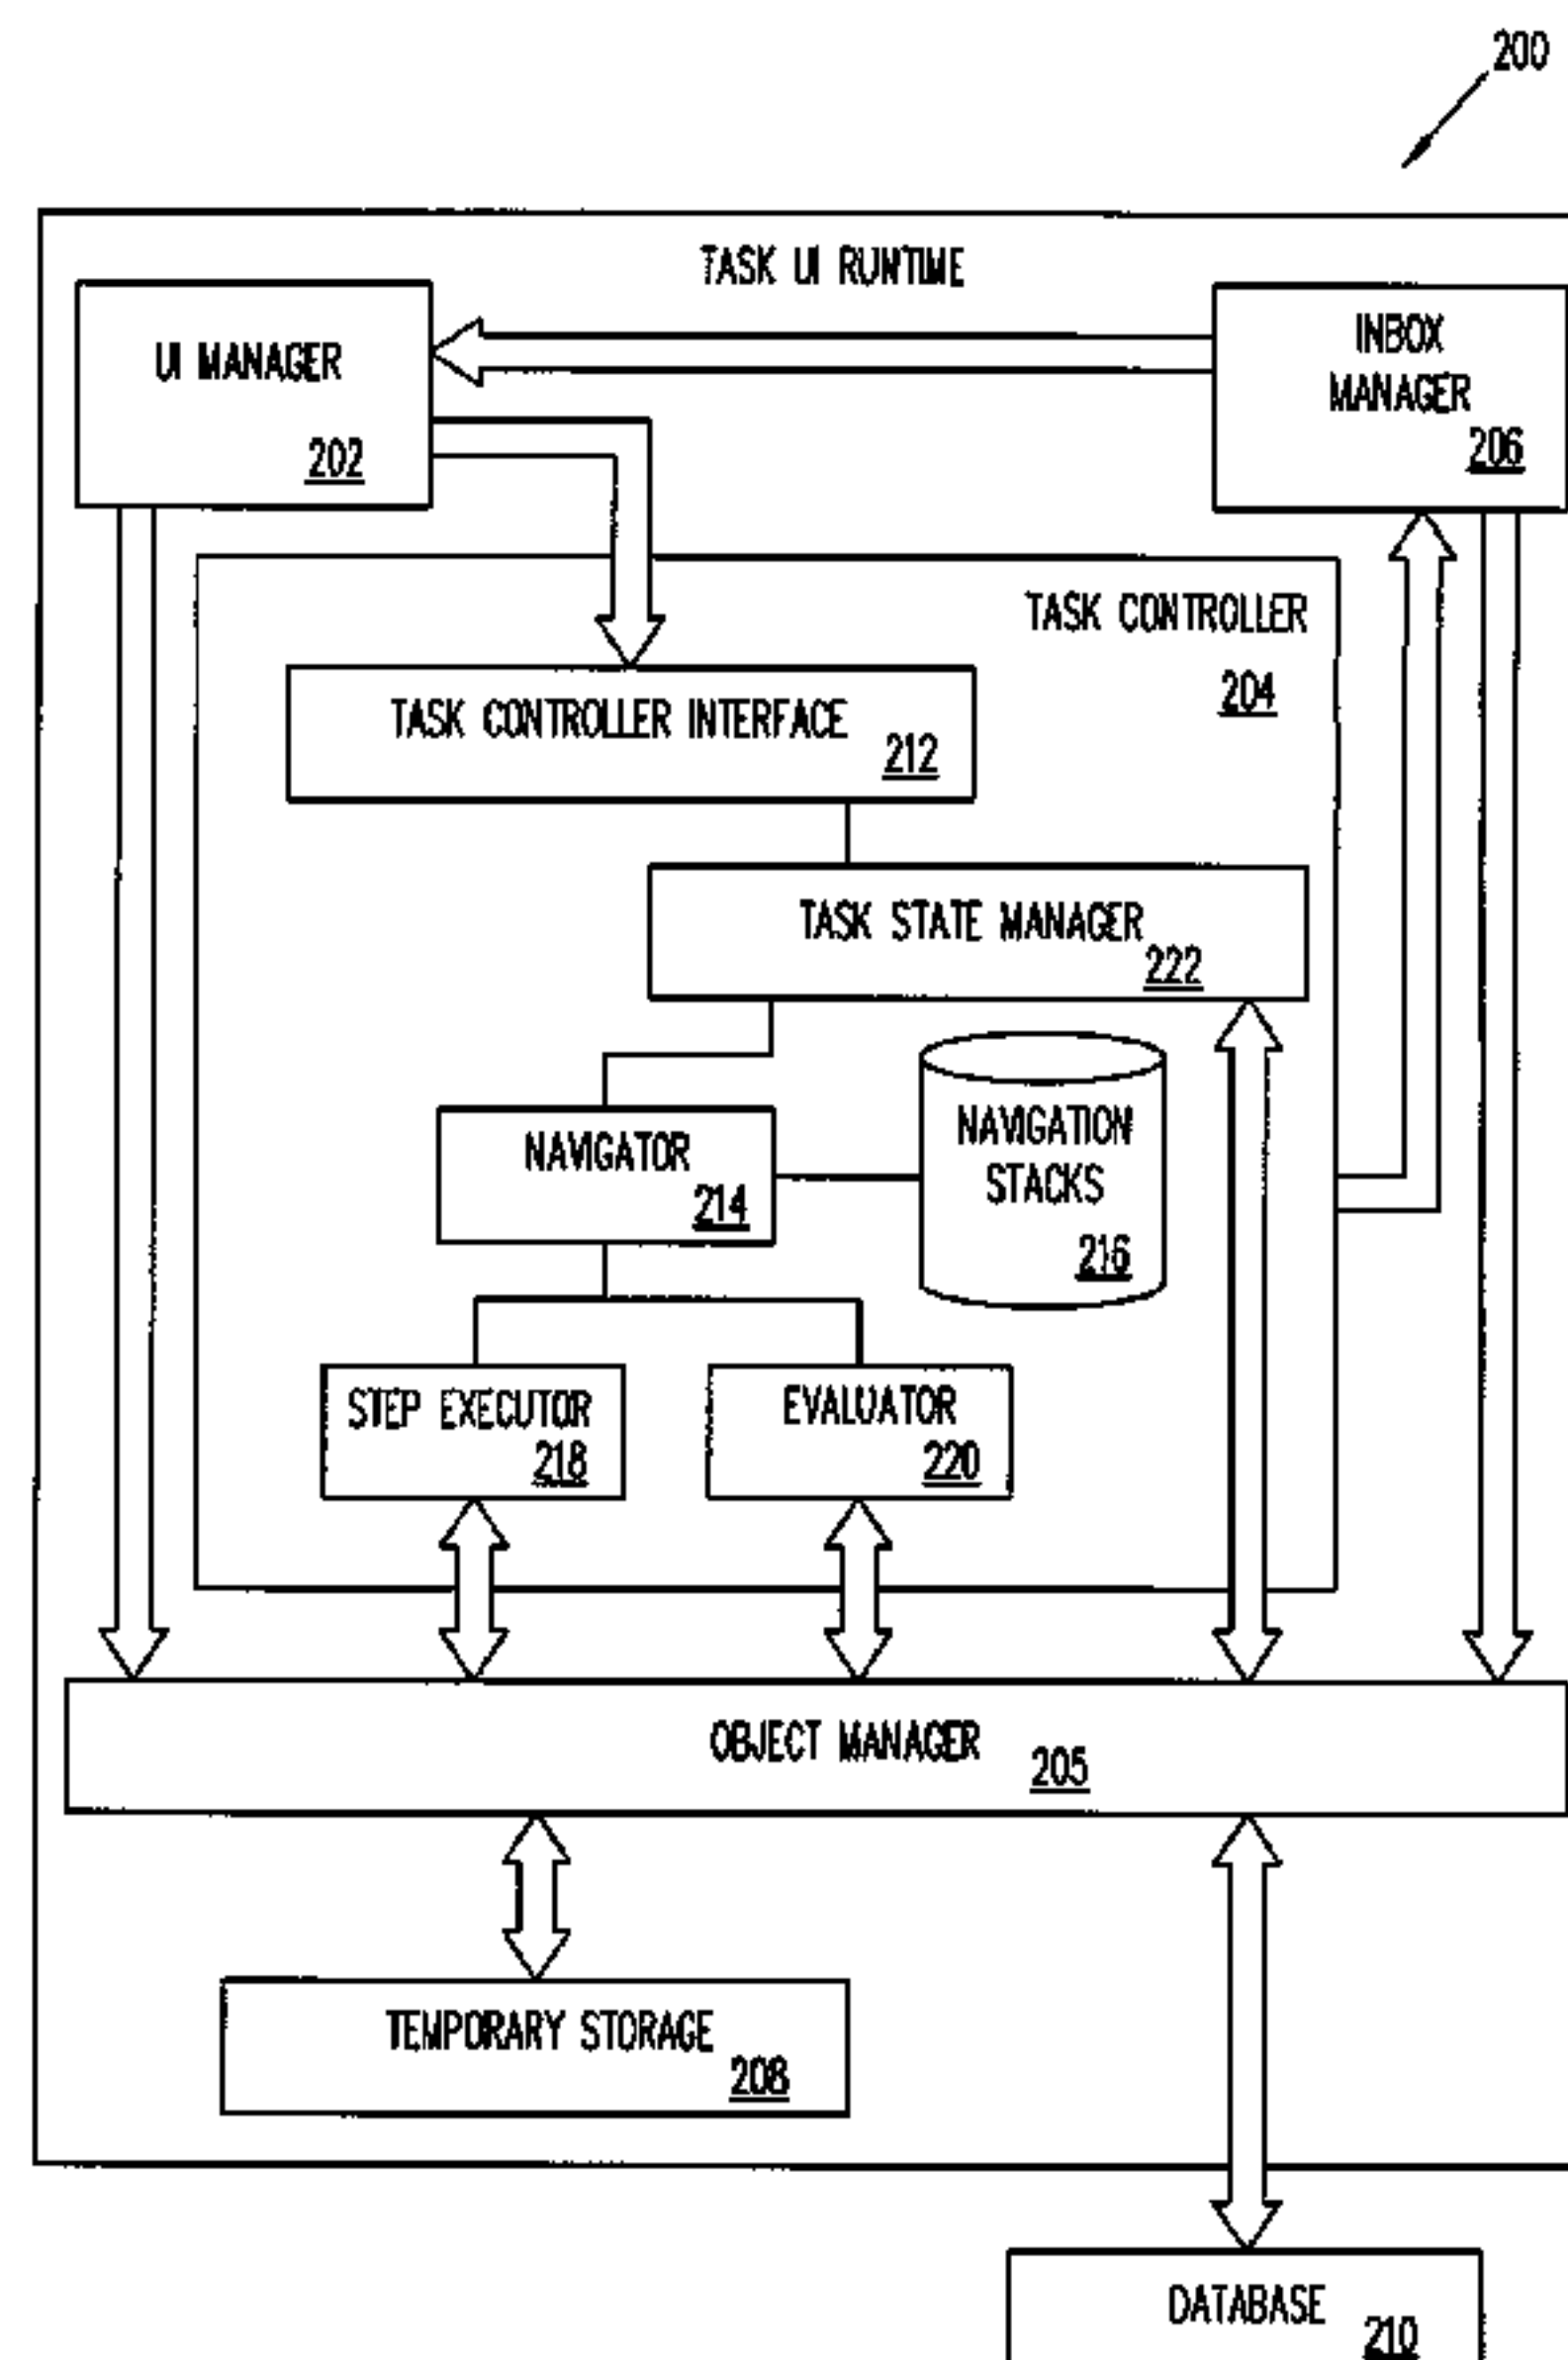 200
TASK UI RUNTIME
UI MANAGER
202
INBOX
MANAGER
206
TASK CONTROLLER
204
TASK CONTROLLER INTERFACE
212
TASK STATE MANAGER
222
NAVIGATOR
214
NAVIGATION
STACKS
216
STEP EXECUTOR
218
EVALUATOR
220
OBJECT MANAGER
205
TEMPORARY STORAGE
208
DATABASE
210